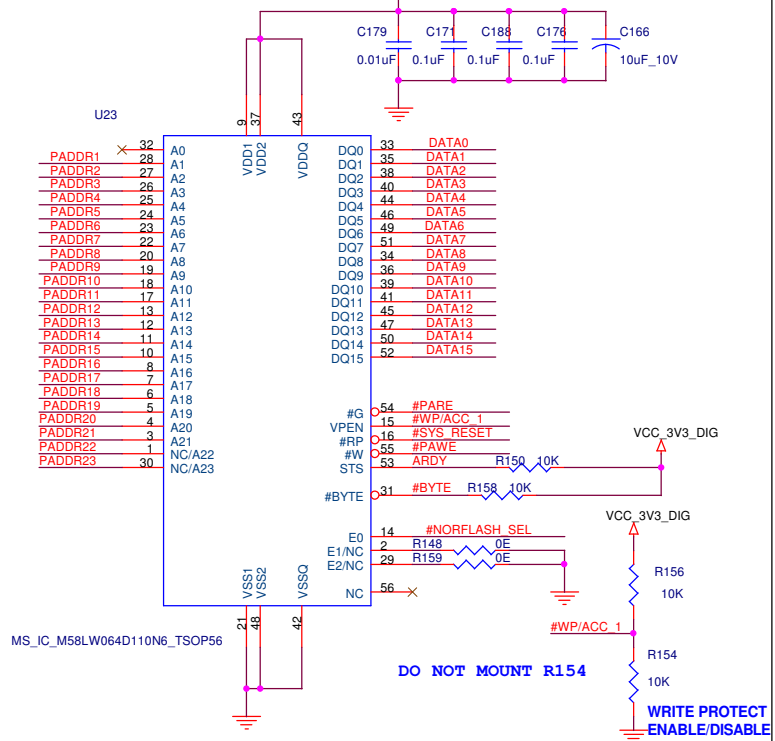 C179 C171 C188 C176 C166
0.01uF 0.1uF 0.1uF 0.1uF 10uF_10V
U23
9 37 43
VDD1 VDD2 VDDQ
32 A0 DQ0 33 DATA0
PADDR1 28 A1 DQ1 35 DATA1
PADDR2 27 A2 DQ2 38 DATA2
PADDR3 26 A3 DQ3 40 DATA3
PADDR4 25 A4 DQ4 44 DATA4
PADDR5 24 A5 DQ5 46 DATA5
PADDR6 23 A6 DQ6 49 DATA6
PADDR7 22 A7 DQ7 51 DATA7
PADDR8 20 A8 DQ8 34 DATA8
PADDR9 19 A9 DQ9 36 DATA9
PADDR10 18 A10 DQ10 39 DATA10
PADDR11 17 A11 DQ11 41 DATA11
PADDR12 13 A12 DQ12 45 DATA12
PADDR13 12 A13 DQ13 47 DATA13
PADDR14 11 A14 DQ14 50 DATA14
PADDR15 10 A15 DQ15 52 DATA15
PADDR16 8 A16
PADDR17 7 A17
PADDR18 6 A18
PADDR19 5 A19 #G 54 #PARE
PADDR20 4 A20 VPEN 15 #WP/ACC_1
PADDR21 3 A21 #RP 16 #SYS_RESET
PADDR22 1 NC/A22 #W 55 #PAWE
PADDR23 30 NC/A23 STS 53 ARDY R150 10K
VCC_3V3_DIG
#BYTE 31 #BYTE R158 10K
VCC_3V3_DIG
E0 14 #NORFLASH_SEL
E1/NC 2 R148 0E
E2/NC 29 R159 0E
NC 56
R156
10K
VSS1 VSS2 VSSQ
21 48 42
#WP/ACC_1
MS_IC_M58LW064D110N6_TSOP56
R154
10K
DO NOT MOUNT R154
WRITE PROTECT
ENABLE/DISABLE